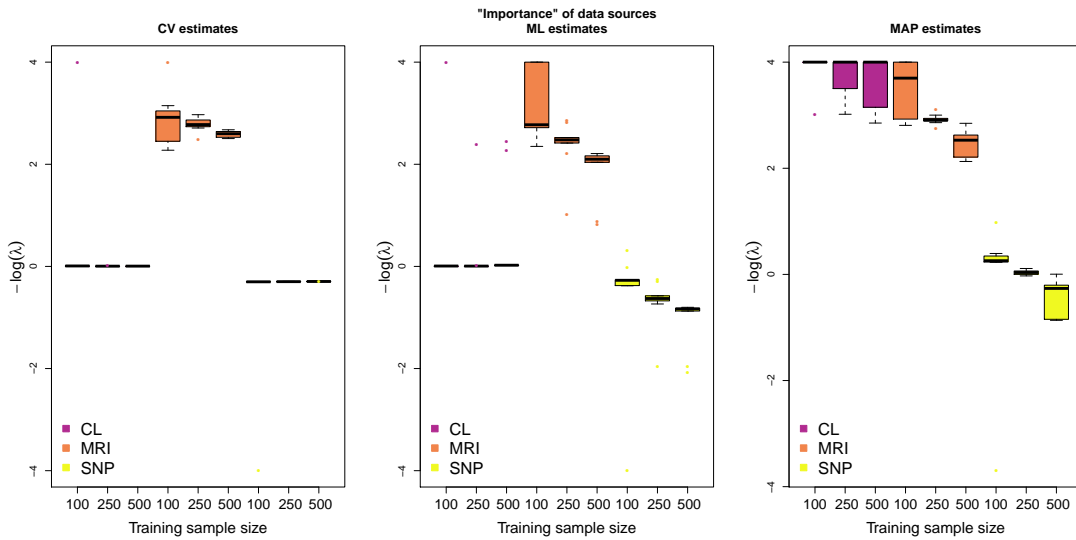 "Importance" of data sources
CV estimates
ML estimates
MAP estimates
−log(λ)
4
2
0
−2
−4
CL
MRI
SNP
100 250 500 100 250 500 100 250 500
Training sample size
−log(λ)
4
2
0
−2
−4
CL
MRI
SNP
100 250 500 100 250 500 100 250 500
Training sample size
−log(λ)
4
2
0
−2
−4
CL
MRI
SNP
100 250 500 100 250 500 100 250 500
Training sample size